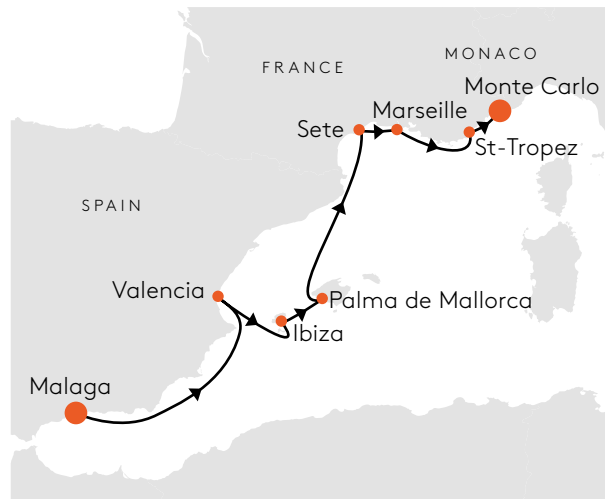 MONACO
FRANCE
Monte Carlo
Marseille
Sete
St-Tropez
SPAIN
Valencia
Palma de Mallorca
Ibiza
Malaga